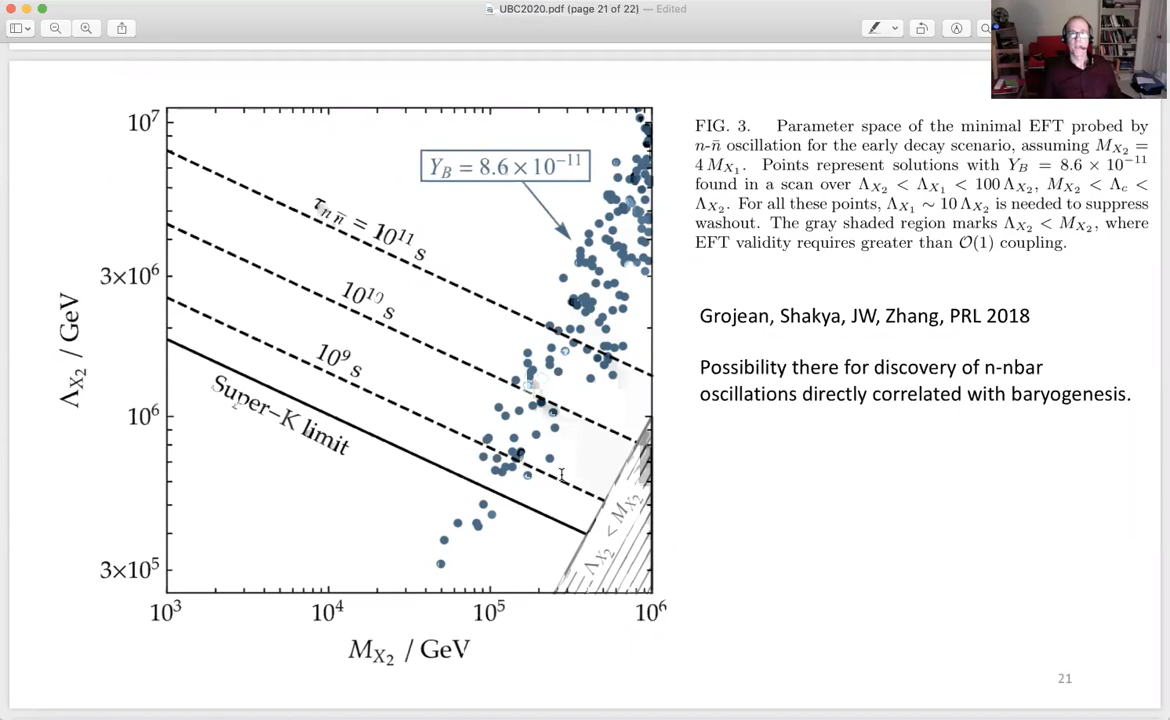 UBC2020.pdf (page 21 of 22) — Edited
10⁷
3×10⁶
10⁶
3×10⁵
Λ_X₂ / GeV
Y_B = 8.6 × 10⁻¹¹
τ_n n̄ = 10¹¹ s
10¹⁰ s
10⁹ s
Super–K limit
Λ_X₂ < M_X₂
10³ 10⁴ 10⁵ 10⁶
M_X₂ / GeV
FIG. 3. Parameter space of the minimal EFT probed by
n-n̄ oscillation for the early decay scenario, assuming M_X₂ =
4 M_X₁. Points represent solutions with Y_B = 8.6 × 10⁻¹¹
found in a scan over Λ_X₂ < Λ_X₁ < 100 Λ_X₂, M_X₂ < Λ_c <
Λ_X₂. For all these points, Λ_X₁ ∼ 10 Λ_X₂ is needed to suppress
washout. The gray shaded region marks Λ_X₂ < M_X₂, where
EFT validity requires greater than O(1) coupling.
Grojean, Shakya, JW, Zhang, PRL 2018
Possibility there for discovery of n-nbar
oscillations directly correlated with baryogenesis.
21